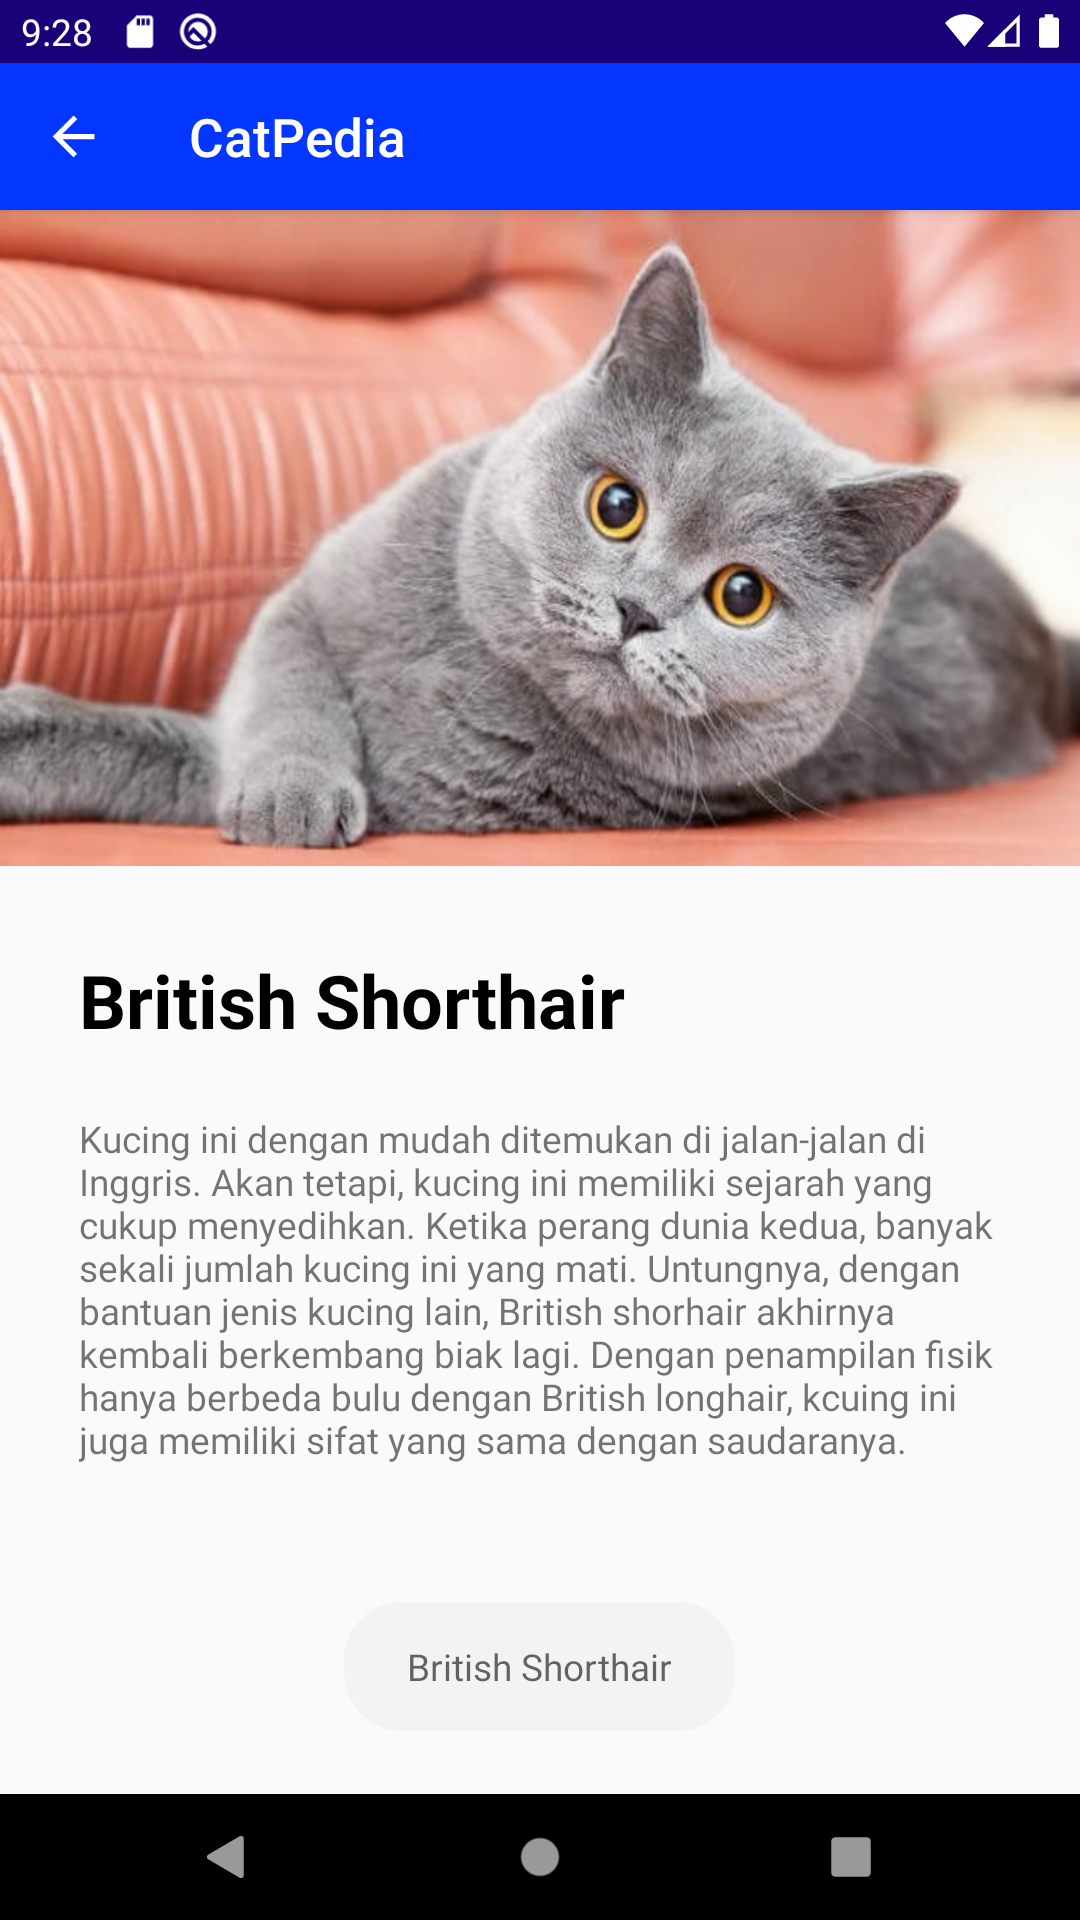 9:28
CatPedia
British Shorthair
Kucing ini dengan mudah ditemukan di jalan-jalan di
Inggris. Akan tetapi, kucing ini memiliki sejarah yang
cukup menyedihkan. Ketika perang dunia kedua, banyak
sekali jumlah kucing ini yang mati. Untungnya, dengan
bantuan jenis kucing lain, British shorhair akhirnya
kembali berkembang biak lagi. Dengan penampilan fisik
hanya berbeda bulu dengan British longhair, kcuing ini
juga memiliki sifat yang sama dengan saudaranya.
British Shorthair